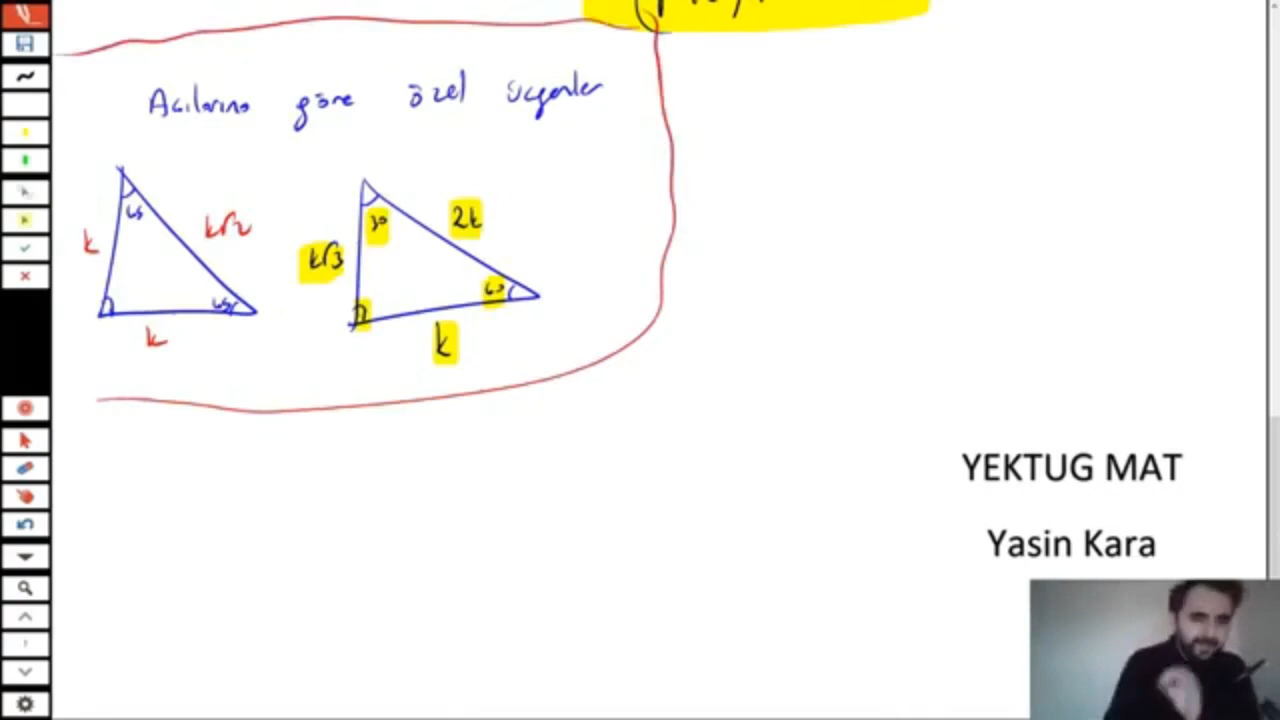 Açılarına göre özel üçgenler
45
k
k√2
45
k
30
2k
k√3
60
k
YEKTUG MAT
Yasin Kara